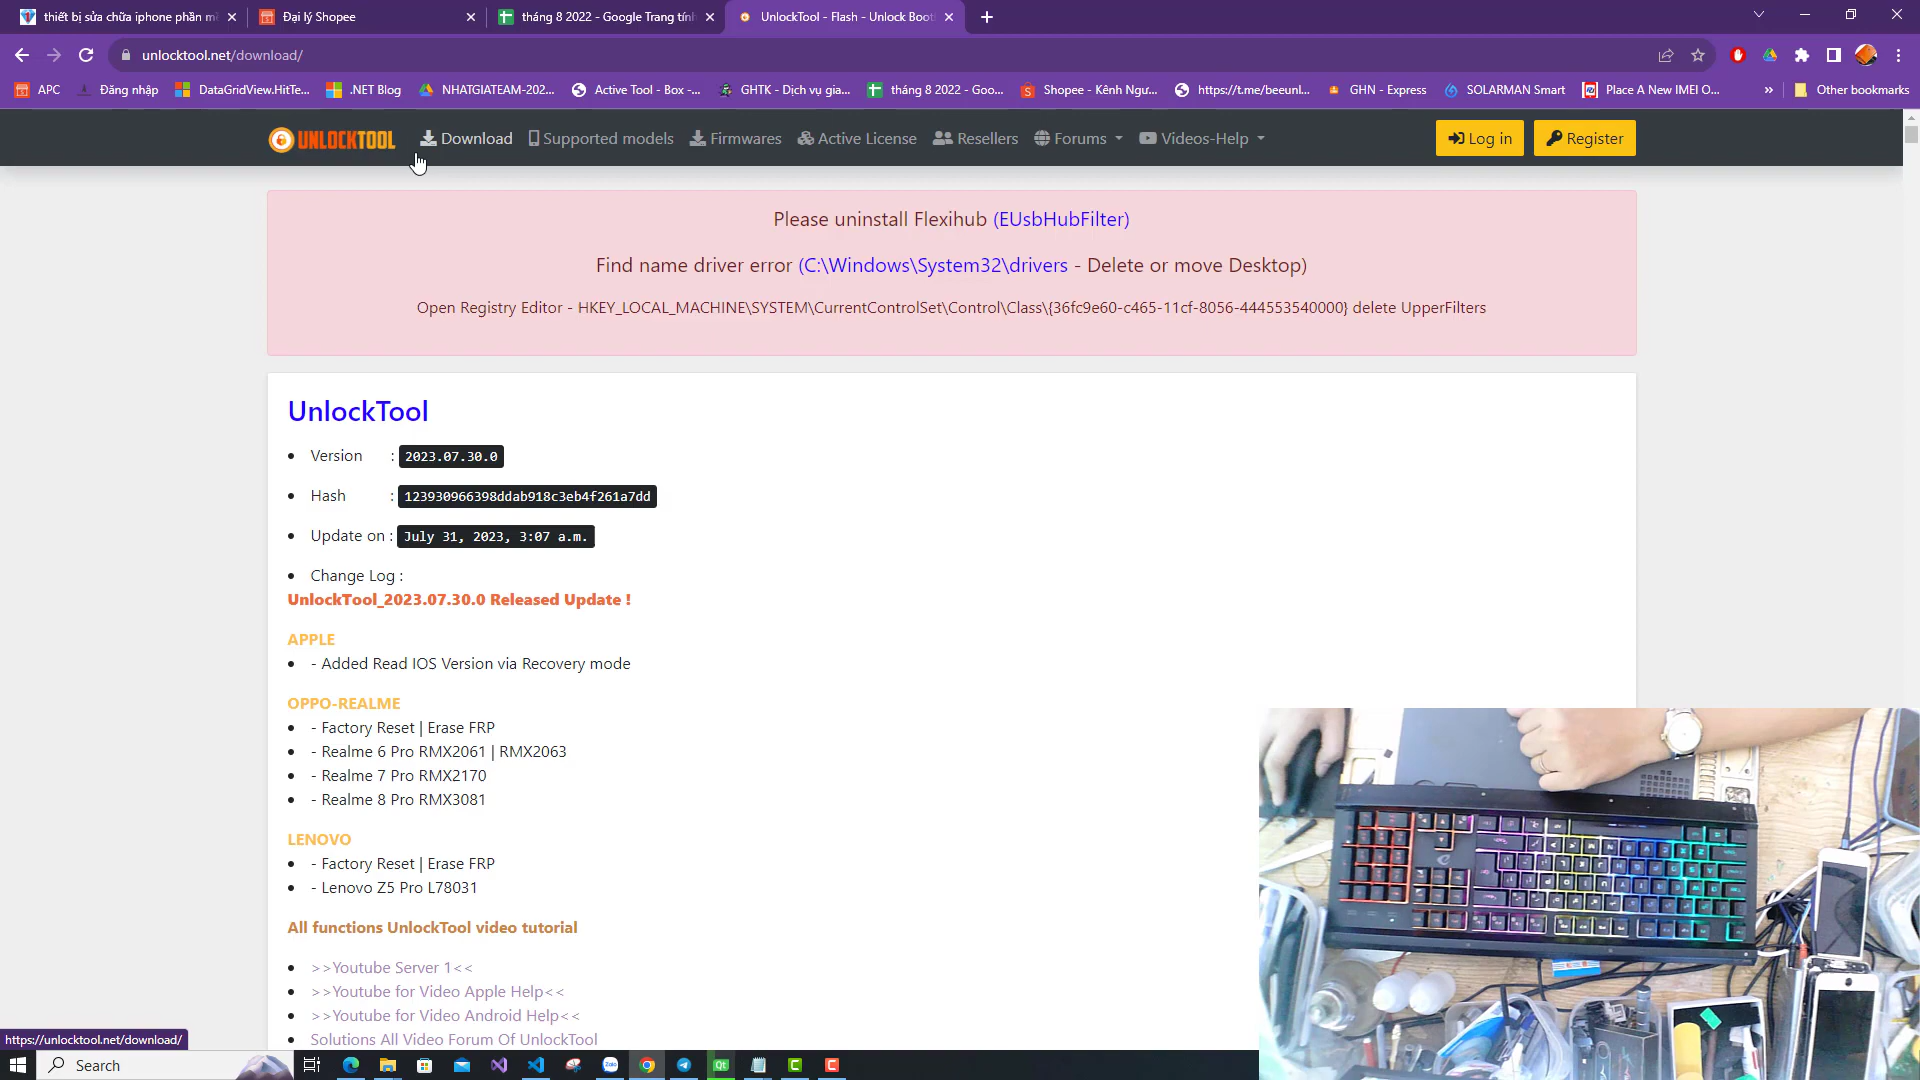 thiết bị sửa chữa iphone phần m
Đại lý Shopee
tháng 8 2022 - Google Trang tính
UnlockTool - Flash - Unlock Boot
unlocktool.net/download/
APC
Đăng nhập
DataGridView.HitTe...
.NET Blog
NHATGIATEAM-202...
Active Tool - Box -...
GHTK - Dịch vụ gia...
tháng 8 2022 - Goo...
Shopee - Kênh Ngư...
https://t.me/beeunl...
GHN - Express
SOLARMAN Smart
Place A New IMEI O...
»
Other bookmarks
UNLOCKTOOL
Download
Supported models
Firmwares
Active License
Resellers
Forums
Videos-Help
Log in
Register
Please uninstall Flexihub (EUsbHubFilter)
Find name driver error (C:\Windows\System32\drivers - Delete or move Desktop)
Open Registry Editor - HKEY_LOCAL_MACHINE\SYSTEM\CurrentControlSet\Control\Class\{36fc9e60-c465-11cf-8056-444553540000} delete UpperFilters
UnlockTool
Version : 2023.07.30.0
Hash : 123930966398ddab918c3eb4f261a7dd
Update on : July 31, 2023, 3:07 a.m.
Change Log :
UnlockTool_2023.07.30.0 Released Update !
APPLE
- Added Read IOS Version via Recovery mode
OPPO-REALME
- Factory Reset | Erase FRP
- Realme 6 Pro RMX2061 | RMX2063
- Realme 7 Pro RMX2170
- Realme 8 Pro RMX3081
LENOVO
- Factory Reset | Erase FRP
- Lenovo Z5 Pro L78031
All functions UnlockTool video tutorial
>>Youtube Server 1<<
>>Youtube for Video Apple Help<<
>>Youtube for Video Android Help<<
Solutions All Video Forum Of UnlockTool
https://unlocktool.net/download/
Search